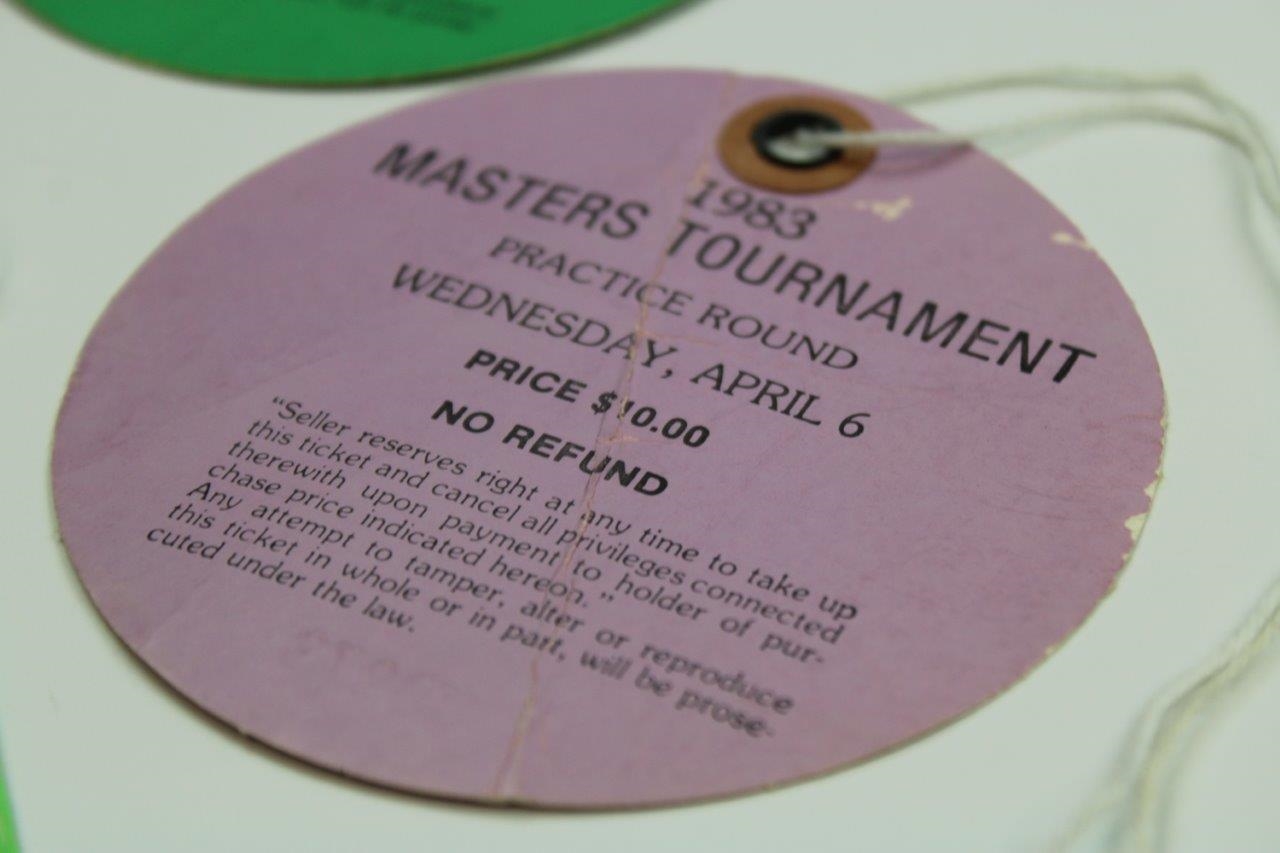 1983
MASTERS TOURNAMENT
PRACTICE ROUND
WEDNESDAY, APRIL 6
PRICE $10.00
NO REFUND
“Seller reserves right at any time to take up
this ticket and cancel all privileges connected
therewith upon payment to holder of pur-
chase price indicated hereon.”
Any attempt to tamper, alter or reproduce
this ticket in whole or in part, will be prose-
cuted under the law.